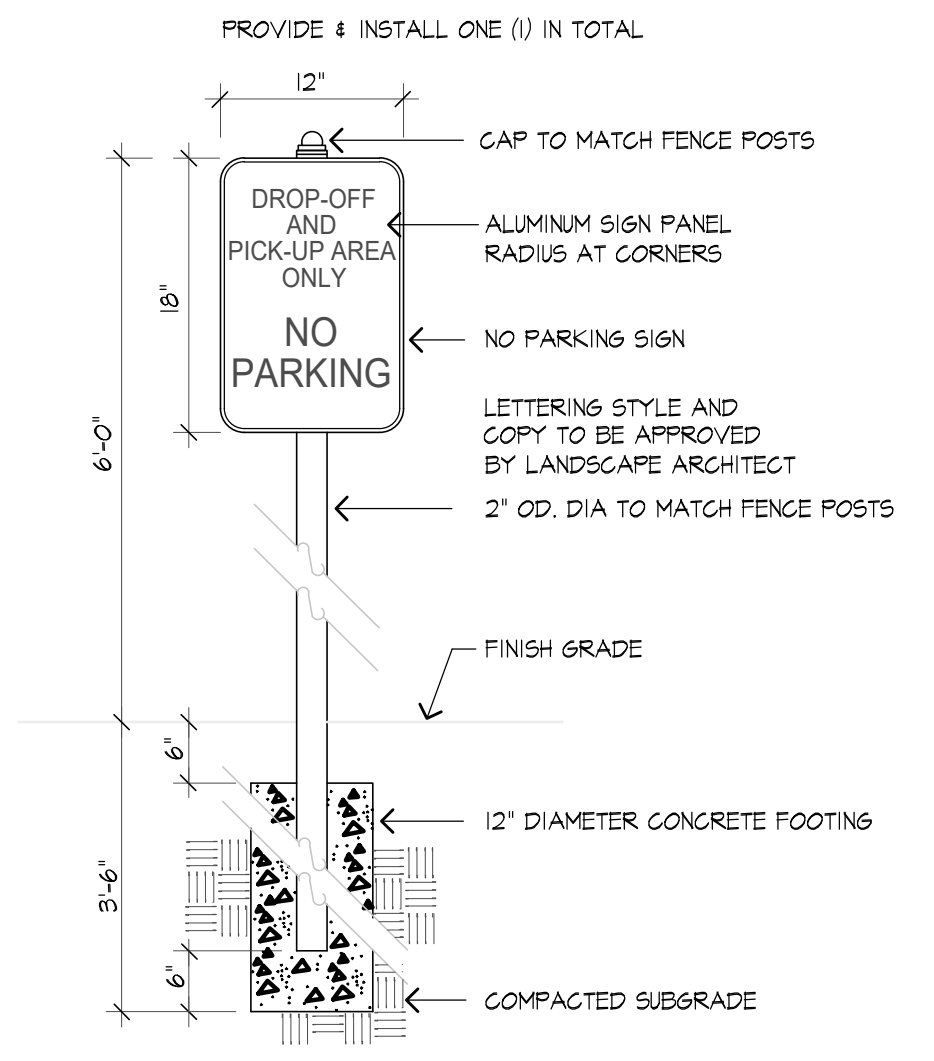 PROVIDE & INSTALL ONE (1) IN TOTAL
12"
CAP TO MATCH FENCE POSTS
DROP-OFF
AND
PICK-UP AREA
ONLY
NO
PARKING
ALUMINUM SIGN PANEL
RADIUS AT CORNERS
18"
NO PARKING SIGN
LETTERING STYLE AND
COPY TO BE APPROVED
BY LANDSCAPE ARCHITECT
6'-0"
2" OD. DIA TO MATCH FENCE POSTS
FINISH GRADE
6"
12" DIAMETER CONCRETE FOOTING
3'-6"
6"
COMPACTED SUBGRADE